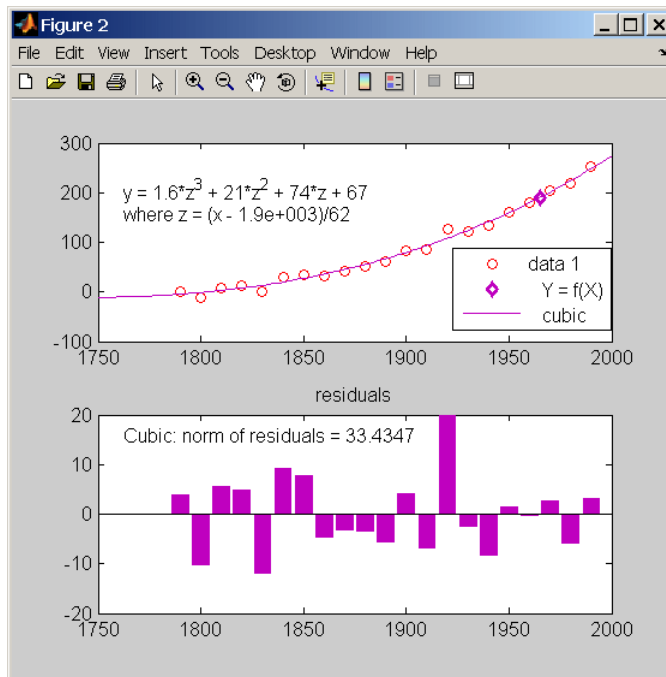 Figure 2
File Edit View Insert Tools Desktop Window Help
300
200
100
0
-100
y = 1.6*z^3 + 21*z^2 + 74*z + 67
where z = (x - 1.9e+003)/62
data 1
Y = f(X)
cubic
1750 1800 1850 1900 1950 2000
residuals
20
10
0
-10
-20
Cubic: norm of residuals = 33.4347
1750 1800 1850 1900 1950 2000